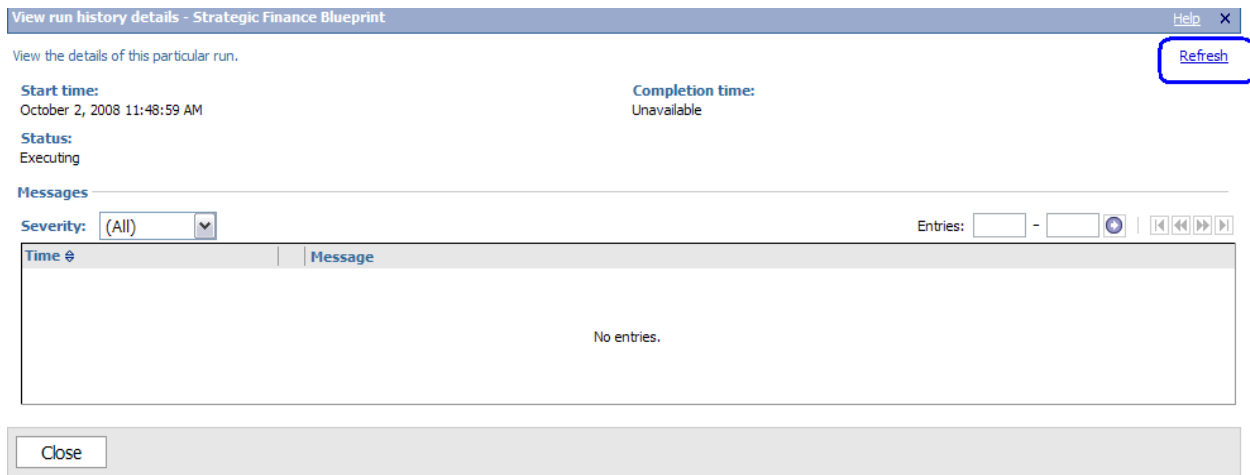 View run history details - Strategic Finance Blueprint Help X
View the details of this particular run. Refresh
Start time: Completion time:
October 2, 2008 11:48:59 AM Unavailable
Status:
Executing
Messages
Severity: (All) Entries: -
Time Message
No entries.
Close